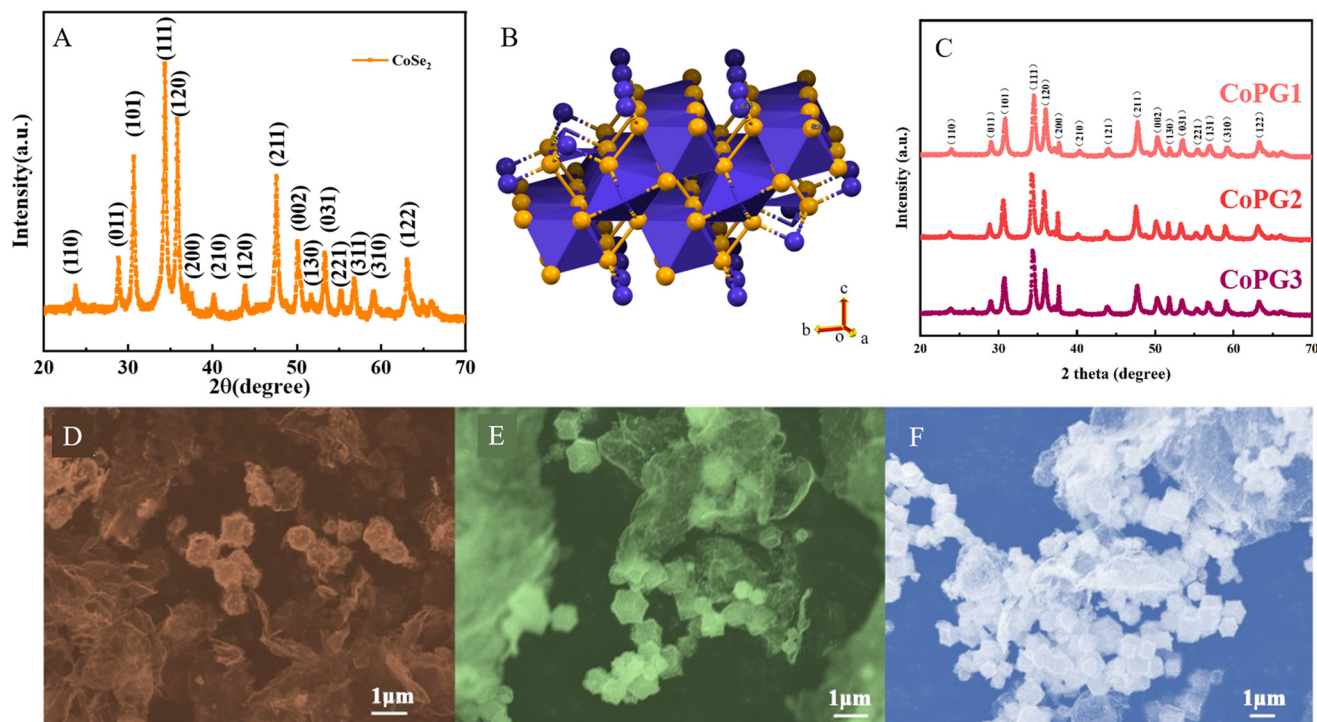 A
CoSe₂
Intensity(a.u.)
(110)
(011)
(101)
(111)
(120)
(200)
(210)
(120)
(211)
(002)
(130)
(031)
(221)
(311)
(310)
(122)
20 30 40 50 60 70
2θ(degree)
B
c
b o a
C
CoPG1
CoPG2
CoPG3
Intensity (a.u.)
(110)
(011)
(101)
(111)
(120)
(200)
(210)
(121)
(211)
(002)
(130)
(031)
(221)
(131)
(310)
(122)
20 30 40 50 60 70
2 theta (degree)
D
1μm
E
1μm
F
1μm